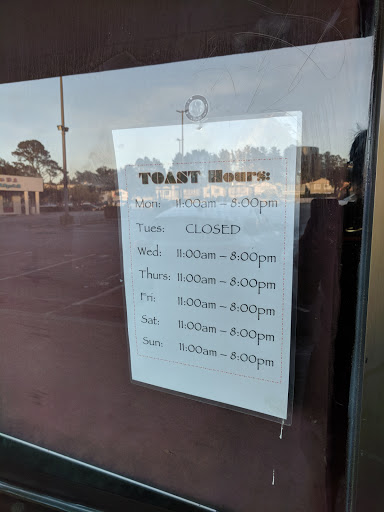 TOAST Hours:
Mon: 11:00am – 8:00pm
Tues: CLOSED
Wed: 11:00am – 8:00pm
Thurs: 11:00am – 8:00pm
Fri: 11:00am – 8:00pm
Sat: 11:00am – 8:00pm
Sun: 11:00am – 8:00pm